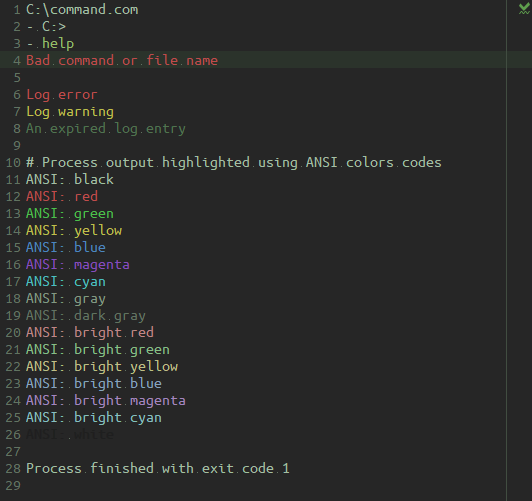 1 C:\command.com
2 - C:>
3 - help
4 Bad command or file name
5
6 Log error
7 Log warning
8 An expired log entry
9
10 # Process output highlighted using ANSI colors codes
11 ANSI: black
12 ANSI: red
13 ANSI: green
14 ANSI: yellow
15 ANSI: blue
16 ANSI: magenta
17 ANSI: cyan
18 ANSI: gray
19 ANSI: dark gray
20 ANSI: bright red
21 ANSI: bright green
22 ANSI: bright yellow
23 ANSI: bright blue
24 ANSI: bright magenta
25 ANSI: bright cyan
26 ANSI: white
27
28 Process finished with exit code 1
29